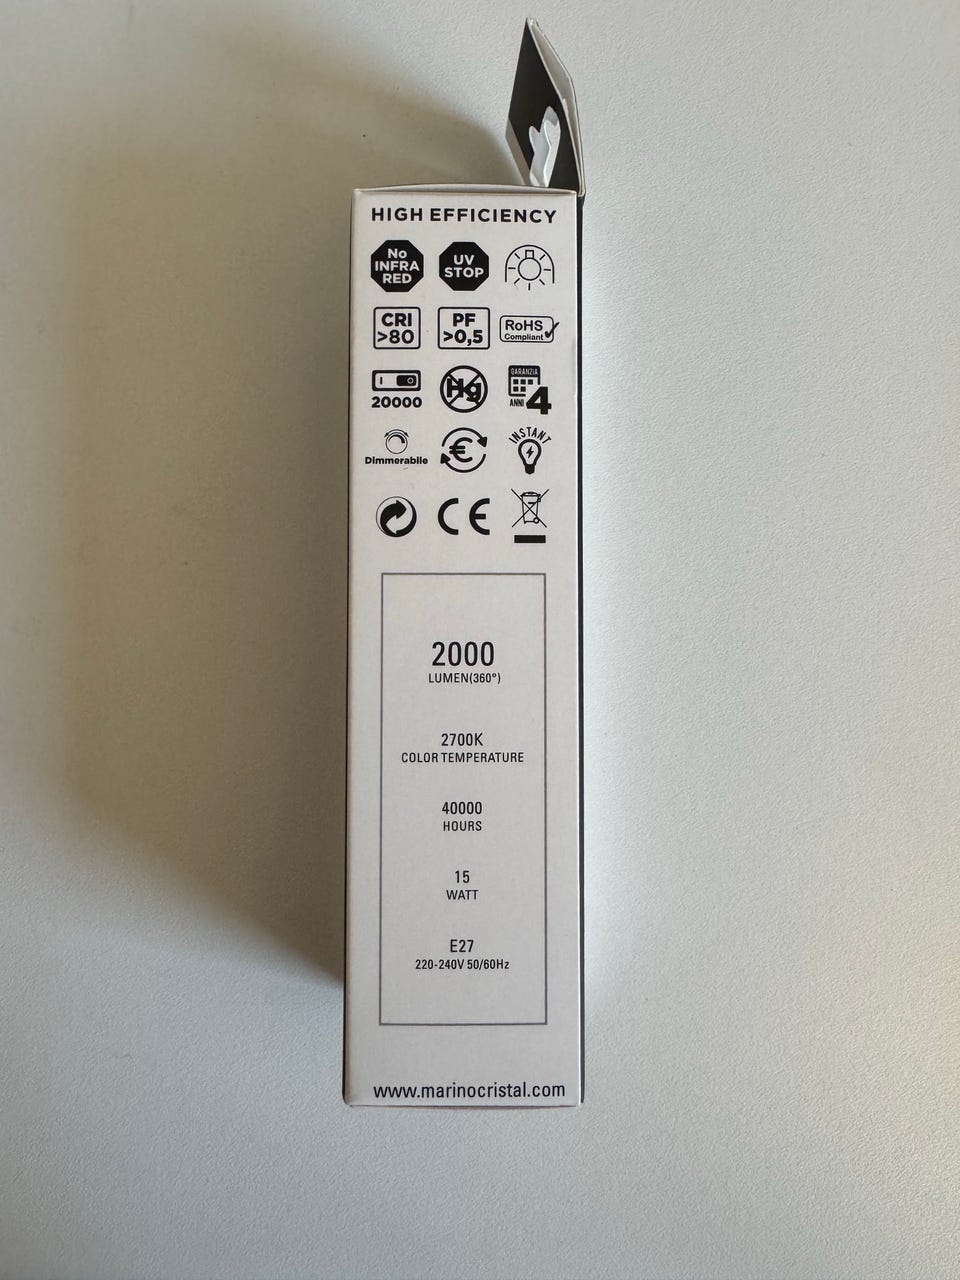 HIGH EFFICIENCY
No
INFRA
RED
UV
STOP
CRI
>80
PF
>0,5
RoHS
Compliant
20000
Hg
GARANZIA
ANNI 4
Dimmerabile
€
INSTANT
CE
2000
LUMEN(360°)
2700K
COLOR TEMPERATURE
40000
HOURS
15
WATT
E27
220-240V 50/60Hz
www.marinocristal.com